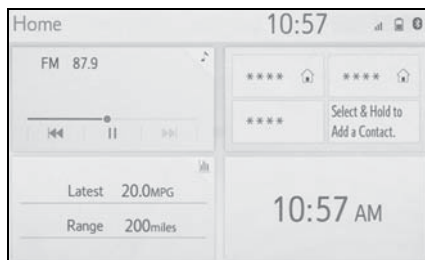 Home 10:57
FM 87.9
**** ****
**** Select & Hold to
Add a Contact.
Latest 20.0MPG
Range 200miles
10:57 AM